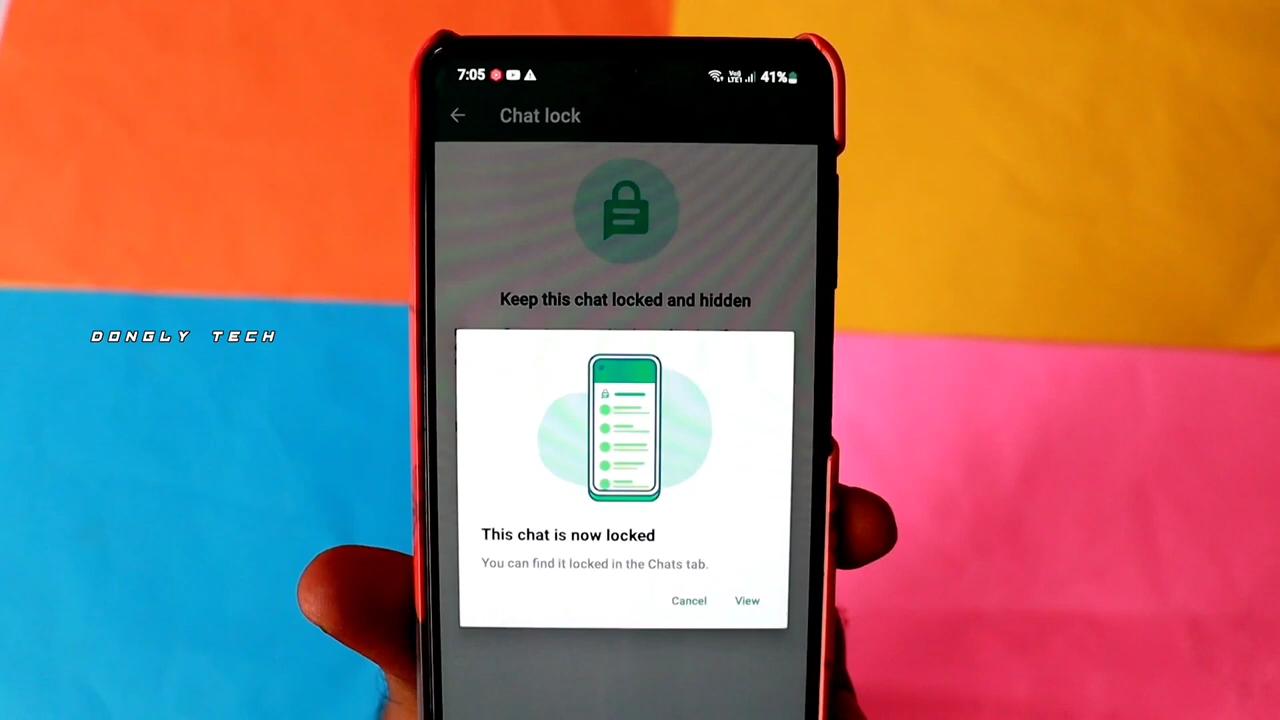 7:05 41%
Chat lock
Keep this chat locked and hidden
DONGLY TECH
This chat is now locked
You can find it locked in the Chats tab.
Cancel View